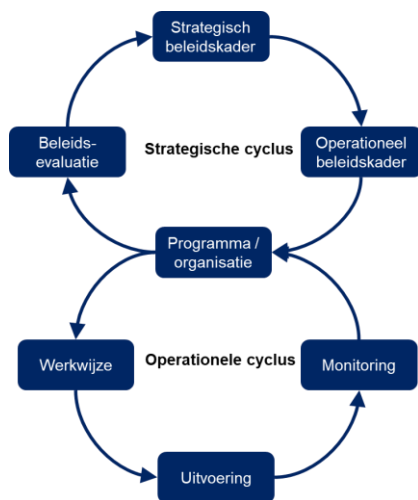 Strategisch
beleidskader
Beleids-
evaluatie
Strategische cyclus
Operationeel
beleidskader
Programma /
organisatie
Werkwijze
Operationele cyclus
Monitoring
Uitvoering